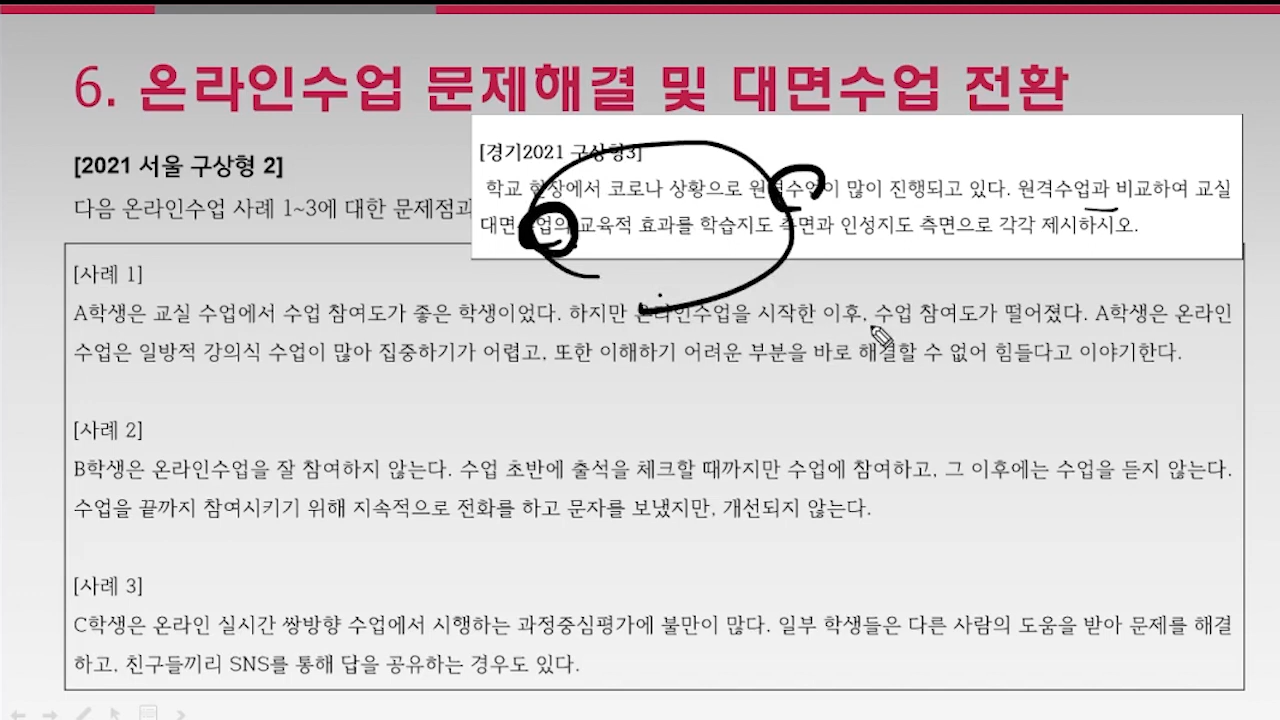 6. 온라인수업 문제해결 및 대면수업 전환
[2021 서울 구상형 2]
다음 온라인수업 사례 1~3에 대한 문제점과
[경기2021 구상형3]
학교 현장에서 코로나 상황으로 원격수업이 많이 진행되고 있다. 원격수업과 비교하여 교실
대면수업의 교육적 효과를 학습지도 측면과 인성지도 측면으로 각각 제시하시오.
[사례 1]
A학생은 교실 수업에서 수업 참여도가 좋은 학생이었다. 하지만 온라인수업을 시작한 이후, 수업 참여도가 떨어졌다. A학생은 온라인
수업은 일방적 강의식 수업이 많아 집중하기가 어렵고, 또한 이해하기 어려운 부분을 바로 해결할 수 없어 힘들다고 이야기한다.
[사례 2]
B학생은 온라인수업을 잘 참여하지 않는다. 수업 초반에 출석을 체크할 때까지만 수업에 참여하고, 그 이후에는 수업을 듣지 않는다.
수업을 끝까지 참여시키기 위해 지속적으로 전화를 하고 문자를 보냈지만, 개선되지 않는다.
[사례 3]
C학생은 온라인 실시간 쌍방향 수업에서 시행하는 과정중심평가에 불만이 많다. 일부 학생들은 다른 사람의 도움을 받아 문제를 해결
하고, 친구들끼리 SNS를 통해 답을 공유하는 경우도 있다.